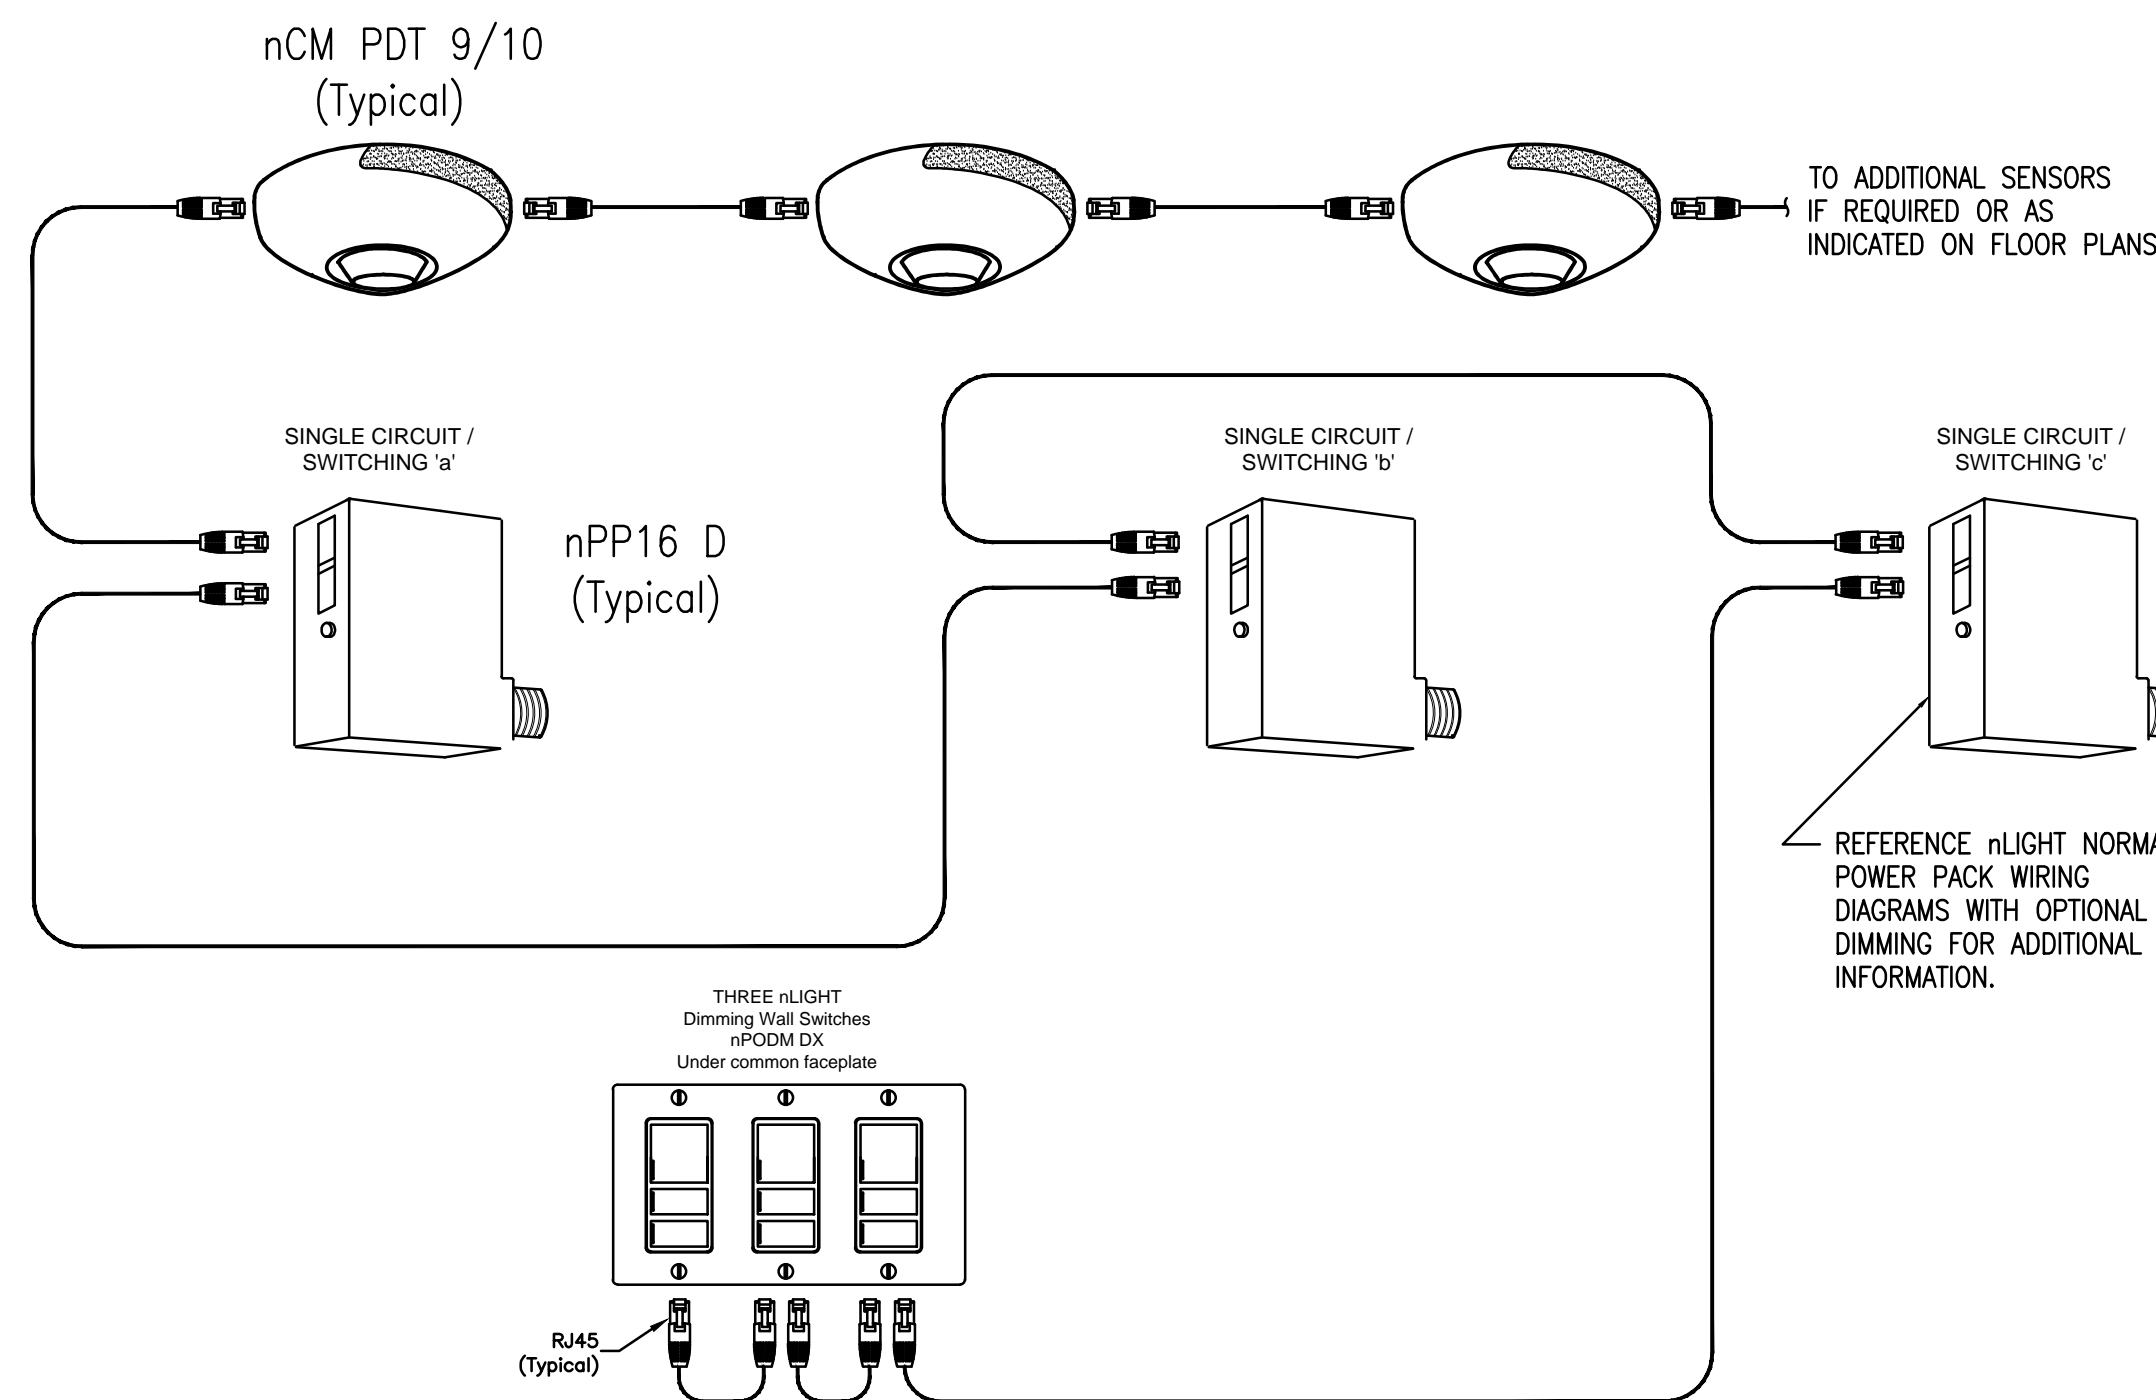 nCM PDT 9/10
(Typical)
TO ADDITIONAL SENSORS
IF REQUIRED OR AS
INDICATED ON FLOOR PLANS
SINGLE CIRCUIT /
SWITCHING 'a'
SINGLE CIRCUIT /
SWITCHING 'b'
SINGLE CIRCUIT /
SWITCHING 'c'
nPP16 D
(Typical)
REFERENCE nLIGHT NORMA
POWER PACK WIRING
DIAGRAMS WITH OPTIONAL
DIMMING FOR ADDITIONAL
INFORMATION.
THREE nLIGHT
Dimming Wall Switches
nPODM DX
Under common faceplate
RJ45
(Typical)